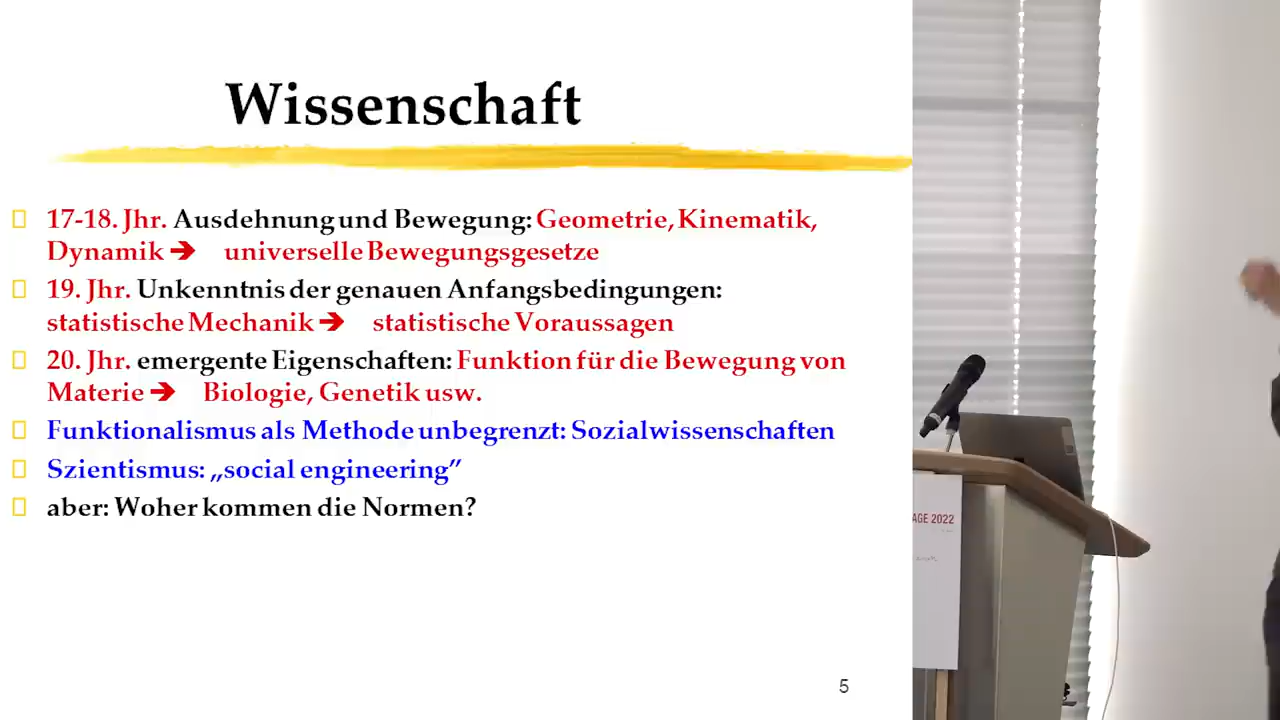 Wissenschaft
17-18. Jhr. Ausdehnung und Bewegung: Geometrie, Kinematik,
Dynamik ➔ universelle Bewegungsgesetze
19. Jhr. Unkenntnis der genauen Anfangsbedingungen:
statistische Mechanik ➔ statistische Voraussagen
20. Jhr. emergente Eigenschaften: Funktion für die Bewegung von
Materie ➔ Biologie, Genetik usw.
Funktionalismus als Methode unbegrenzt: Sozialwissenschaften
Szientismus: „social engineering”
aber: Woher kommen die Normen?
5
AGE 2022